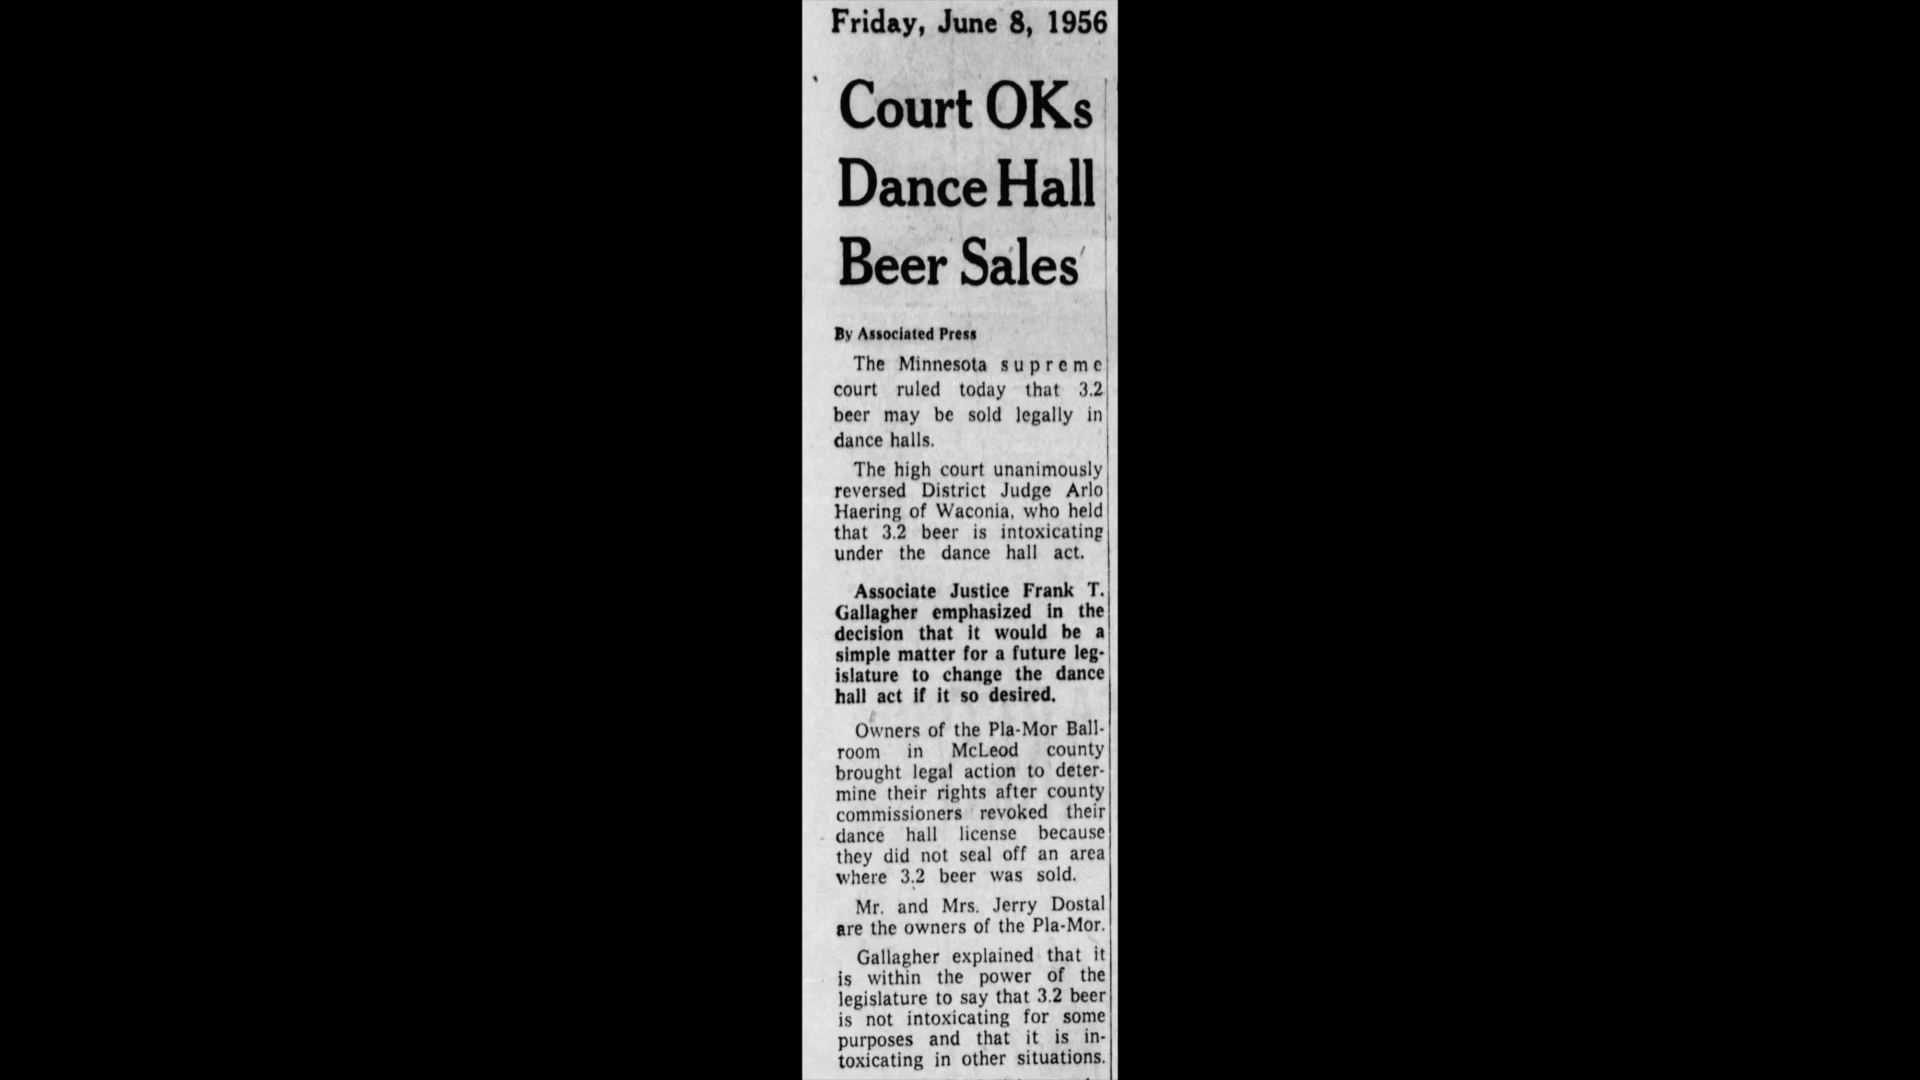 Friday, June 8, 1956
Court OKs
Dance Hall
Beer Sales
By Associated Press
The Minnesota supreme
court ruled today that 3.2
beer may be sold legally in
dance halls.
The high court unanimously
reversed District Judge Arlo
Haering of Waconia, who held
that 3.2 beer is intoxicating
under the dance hall act.
Associate Justice Frank T.
Gallagher emphasized in the
decision that it would be a
simple matter for a future leg-
islature to change the dance
hall act if it so desired.
Owners of the Pla-Mor Ball-
room in McLeod county
brought legal action to deter-
mine their rights after county
commissioners revoked their
dance hall license because
they did not seal off an area
where 3.2 beer was sold.
Mr. and Mrs. Jerry Dostal
are the owners of the Pla-Mor.
Gallagher explained that it
is within the power of the
legislature to say that 3.2 beer
is not intoxicating for some
purposes and that it is in-
toxicating in other situations.